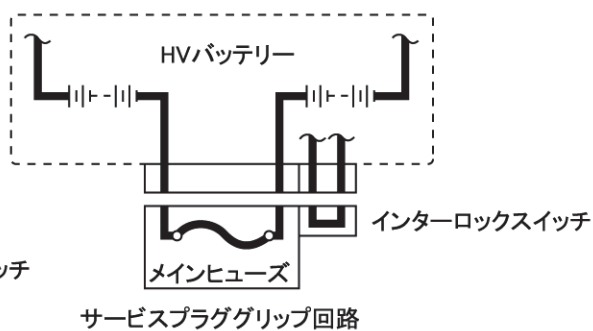 HVバッテリー
インターロックスイッチ
ッチ
メインヒューズ
サービスプラググリップ回路